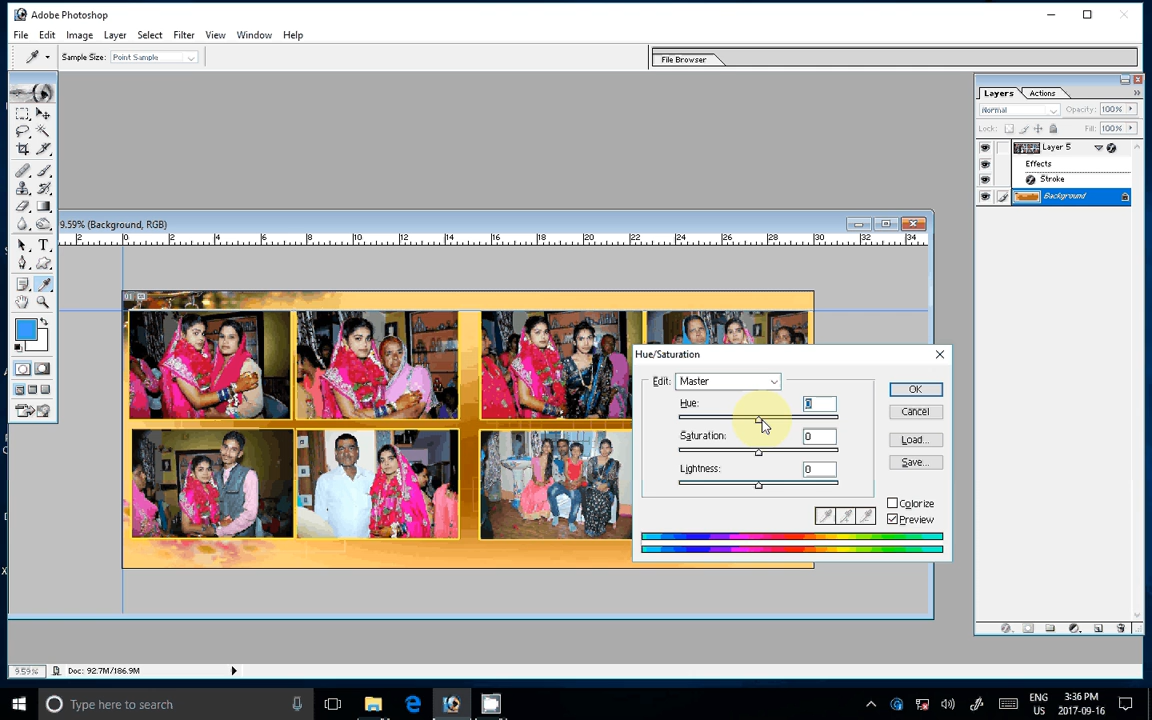 Adobe Photoshop
File Edit Image Layer Select Filter View Window Help
Sample Size: Point Sample
File Browser
Layers Actions
Normal Opacity: 100%
Lock: Fill: 100%
Layer 5
Effects
Stroke
Background
9.59% (Background, RGB)
2 0 2 4 6 8 10 12 14 16 18 20 22 24 26 28 30 32 34
01
Hue/Saturation
Edit: Master
Hue: 0
OK
Cancel
Saturation: 0
Load...
Save...
Lightness: 0
Colorize
Preview
T
9.59% Doc: 92.7M/186.9M
Type here to search
ENG
US
3:36 PM
2017-09-16